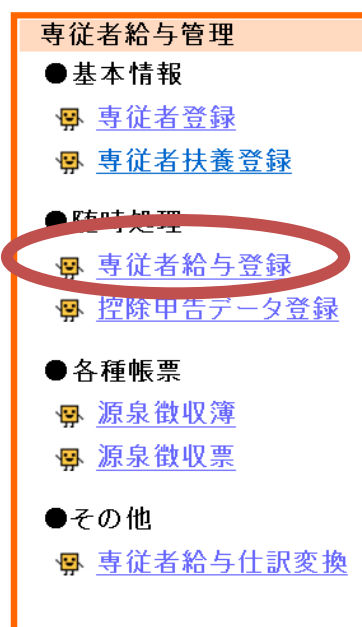 専従者給与管理
●基本情報
専従者登録
専従者扶養登録
●随時処理
専従者給与登録
控除申告データ登録
●各種帳票
源泉徴収簿
源泉徴収票
●その他
専従者給与仕訳変換